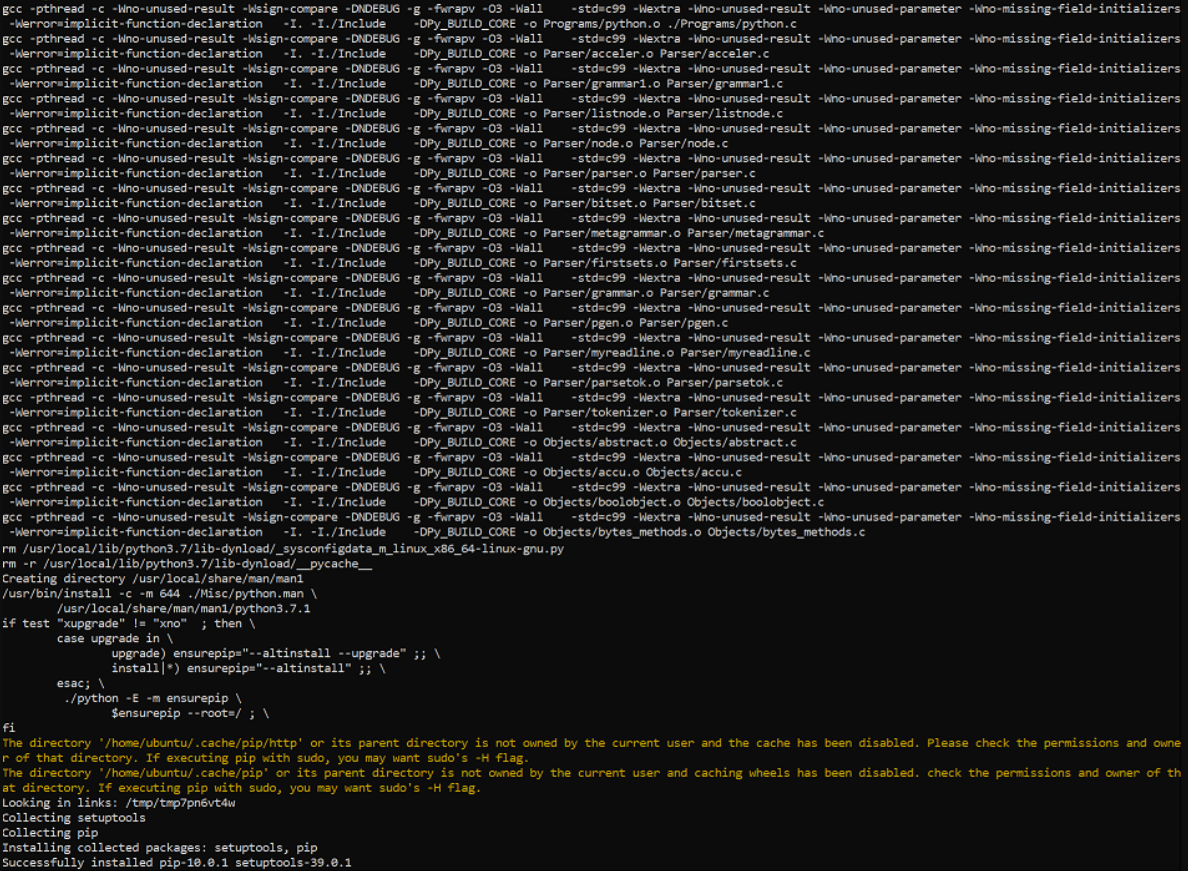 gcc -pthread -c -Wno-unused-result -Wsign-compare -DNDEBUG -g -fwrapv -O3 -Wall    -std=c99 -Wextra -Wno-unused-result -Wno-unused-parameter -Wno-missing-field-initializers
 -Werror=implicit-function-declaration   -I. -I./Include    -DPy_BUILD_CORE -o Programs/python.o ./Programs/python.c
gcc -pthread -c -Wno-unused-result -Wsign-compare -DNDEBUG -g -fwrapv -O3 -Wall    -std=c99 -Wextra -Wno-unused-result -Wno-unused-parameter -Wno-missing-field-initializers
 -Werror=implicit-function-declaration   -I. -I./Include    -DPy_BUILD_CORE -o Parser/acceler.o Parser/acceler.c
gcc -pthread -c -Wno-unused-result -Wsign-compare -DNDEBUG -g -fwrapv -O3 -Wall    -std=c99 -Wextra -Wno-unused-result -Wno-unused-parameter -Wno-missing-field-initializers
 -Werror=implicit-function-declaration   -I. -I./Include    -DPy_BUILD_CORE -o Parser/grammar1.o Parser/grammar1.c
gcc -pthread -c -Wno-unused-result -Wsign-compare -DNDEBUG -g -fwrapv -O3 -Wall    -std=c99 -Wextra -Wno-unused-result -Wno-unused-parameter -Wno-missing-field-initializers
 -Werror=implicit-function-declaration   -I. -I./Include    -DPy_BUILD_CORE -o Parser/listnode.o Parser/listnode.c
gcc -pthread -c -Wno-unused-result -Wsign-compare -DNDEBUG -g -fwrapv -O3 -Wall    -std=c99 -Wextra -Wno-unused-result -Wno-unused-parameter -Wno-missing-field-initializers
 -Werror=implicit-function-declaration   -I. -I./Include    -DPy_BUILD_CORE -o Parser/node.o Parser/node.c
gcc -pthread -c -Wno-unused-result -Wsign-compare -DNDEBUG -g -fwrapv -O3 -Wall    -std=c99 -Wextra -Wno-unused-result -Wno-unused-parameter -Wno-missing-field-initializers
 -Werror=implicit-function-declaration   -I. -I./Include    -DPy_BUILD_CORE -o Parser/parser.o Parser/parser.c
gcc -pthread -c -Wno-unused-result -Wsign-compare -DNDEBUG -g -fwrapv -O3 -Wall    -std=c99 -Wextra -Wno-unused-result -Wno-unused-parameter -Wno-missing-field-initializers
 -Werror=implicit-function-declaration   -I. -I./Include    -DPy_BUILD_CORE -o Parser/bitset.o Parser/bitset.c
gcc -pthread -c -Wno-unused-result -Wsign-compare -DNDEBUG -g -fwrapv -O3 -Wall    -std=c99 -Wextra -Wno-unused-result -Wno-unused-parameter -Wno-missing-field-initializers
 -Werror=implicit-function-declaration   -I. -I./Include    -DPy_BUILD_CORE -o Parser/metagrammar.o Parser/metagrammar.c
gcc -pthread -c -Wno-unused-result -Wsign-compare -DNDEBUG -g -fwrapv -O3 -Wall    -std=c99 -Wextra -Wno-unused-result -Wno-unused-parameter -Wno-missing-field-initializers
 -Werror=implicit-function-declaration   -I. -I./Include    -DPy_BUILD_CORE -o Parser/firstsets.o Parser/firstsets.c
gcc -pthread -c -Wno-unused-result -Wsign-compare -DNDEBUG -g -fwrapv -O3 -Wall    -std=c99 -Wextra -Wno-unused-result -Wno-unused-parameter -Wno-missing-field-initializers
 -Werror=implicit-function-declaration   -I. -I./Include    -DPy_BUILD_CORE -o Parser/grammar.o Parser/grammar.c
gcc -pthread -c -Wno-unused-result -Wsign-compare -DNDEBUG -g -fwrapv -O3 -Wall    -std=c99 -Wextra -Wno-unused-result -Wno-unused-parameter -Wno-missing-field-initializers
 -Werror=implicit-function-declaration   -I. -I./Include    -DPy_BUILD_CORE -o Parser/pgen.o Parser/pgen.c
gcc -pthread -c -Wno-unused-result -Wsign-compare -DNDEBUG -g -fwrapv -O3 -Wall    -std=c99 -Wextra -Wno-unused-result -Wno-unused-parameter -Wno-missing-field-initializers
 -Werror=implicit-function-declaration   -I. -I./Include    -DPy_BUILD_CORE -o Parser/myreadline.o Parser/myreadline.c
gcc -pthread -c -Wno-unused-result -Wsign-compare -DNDEBUG -g -fwrapv -O3 -Wall    -std=c99 -Wextra -Wno-unused-result -Wno-unused-parameter -Wno-missing-field-initializers
 -Werror=implicit-function-declaration   -I. -I./Include    -DPy_BUILD_CORE -o Parser/parsetok.o Parser/parsetok.c
gcc -pthread -c -Wno-unused-result -Wsign-compare -DNDEBUG -g -fwrapv -O3 -Wall    -std=c99 -Wextra -Wno-unused-result -Wno-unused-parameter -Wno-missing-field-initializers
 -Werror=implicit-function-declaration   -I. -I./Include    -DPy_BUILD_CORE -o Parser/tokenizer.o Parser/tokenizer.c
gcc -pthread -c -Wno-unused-result -Wsign-compare -DNDEBUG -g -fwrapv -O3 -Wall    -std=c99 -Wextra -Wno-unused-result -Wno-unused-parameter -Wno-missing-field-initializers
 -Werror=implicit-function-declaration   -I. -I./Include    -DPy_BUILD_CORE -o Objects/abstract.o Objects/abstract.c
gcc -pthread -c -Wno-unused-result -Wsign-compare -DNDEBUG -g -fwrapv -O3 -Wall    -std=c99 -Wextra -Wno-unused-result -Wno-unused-parameter -Wno-missing-field-initializers
 -Werror=implicit-function-declaration   -I. -I./Include    -DPy_BUILD_CORE -o Objects/accu.o Objects/accu.c
gcc -pthread -c -Wno-unused-result -Wsign-compare -DNDEBUG -g -fwrapv -O3 -Wall    -std=c99 -Wextra -Wno-unused-result -Wno-unused-parameter -Wno-missing-field-initializers
 -Werror=implicit-function-declaration   -I. -I./Include    -DPy_BUILD_CORE -o Objects/boolobject.o Objects/boolobject.c
gcc -pthread -c -Wno-unused-result -Wsign-compare -DNDEBUG -g -fwrapv -O3 -Wall    -std=c99 -Wextra -Wno-unused-result -Wno-unused-parameter -Wno-missing-field-initializers
 -Werror=implicit-function-declaration   -I. -I./Include    -DPy_BUILD_CORE -o Objects/bytes_methods.o Objects/bytes_methods.c
rm /usr/local/lib/python3.7/lib-dynload/_sysconfigdata_m_linux_x86_64-linux-gnu.py
rm -r /usr/local/lib/python3.7/lib-dynload/__pycache__
Creating directory /usr/local/share/man/man1
/usr/bin/install -c -m 644 ./Misc/python.man \
        /usr/local/share/man/man1/python3.7.1
if test "xupgrade" != "xno"  ; then \
        case upgrade in \
                upgrade) ensurepip="--altinstall --upgrade" ;; \
                install|*) ensurepip="--altinstall" ;; \
        esac; \
         ./python -E -m ensurepip \
                $ensurepip --root=/ ; \
fi
The directory '/home/ubuntu/.cache/pip/http' or its parent directory is not owned by the current user and the cache has been disabled. Please check the permissions and owne
r of that directory. If executing pip with sudo, you may want sudo's -H flag.
The directory '/home/ubuntu/.cache/pip' or its parent directory is not owned by the current user and caching wheels has been disabled. check the permissions and owner of th
at directory. If executing pip with sudo, you may want sudo's -H flag.
Looking in links: /tmp/tmp7pn6vt4w
Collecting setuptools
Collecting pip
Installing collected packages: setuptools, pip
Successfully installed pip-10.0.1 setuptools-39.0.1